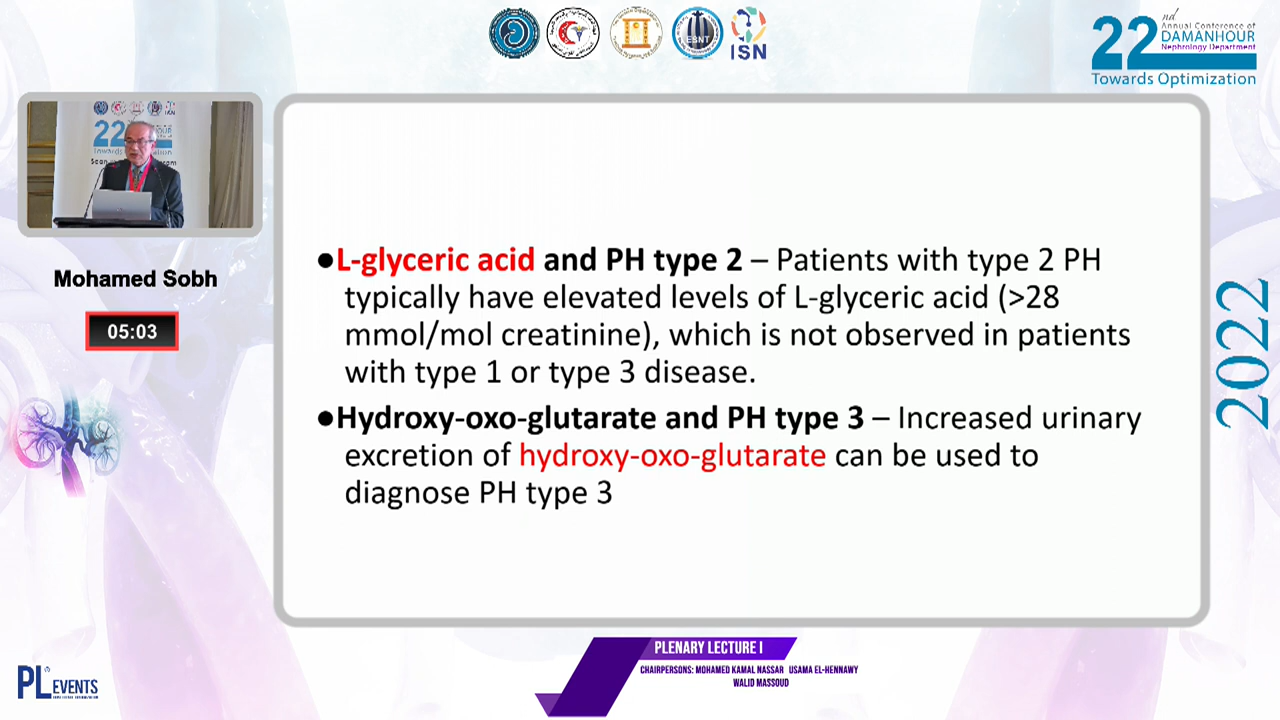 ESNT
ISN
22
nd
Annual Conference of
DAMANHOUR
Nephrology Department
Towards Optimization
22
Mohamed Sobh
05:03
●L-glyceric acid and PH type 2 – Patients with type 2 PH
typically have elevated levels of L-glyceric acid (>28
mmol/mol creatinine), which is not observed in patients
with type 1 or type 3 disease.
●Hydroxy-oxo-glutarate and PH type 3 – Increased urinary
excretion of hydroxy-oxo-glutarate can be used to
diagnose PH type 3
2022
PLENARY LECTURE I
CHAIRPERSONS: MOHAMED KAMAL NASSAR USAMA EL-HENNAWY
WALID MASSOUD
PL EVENTS